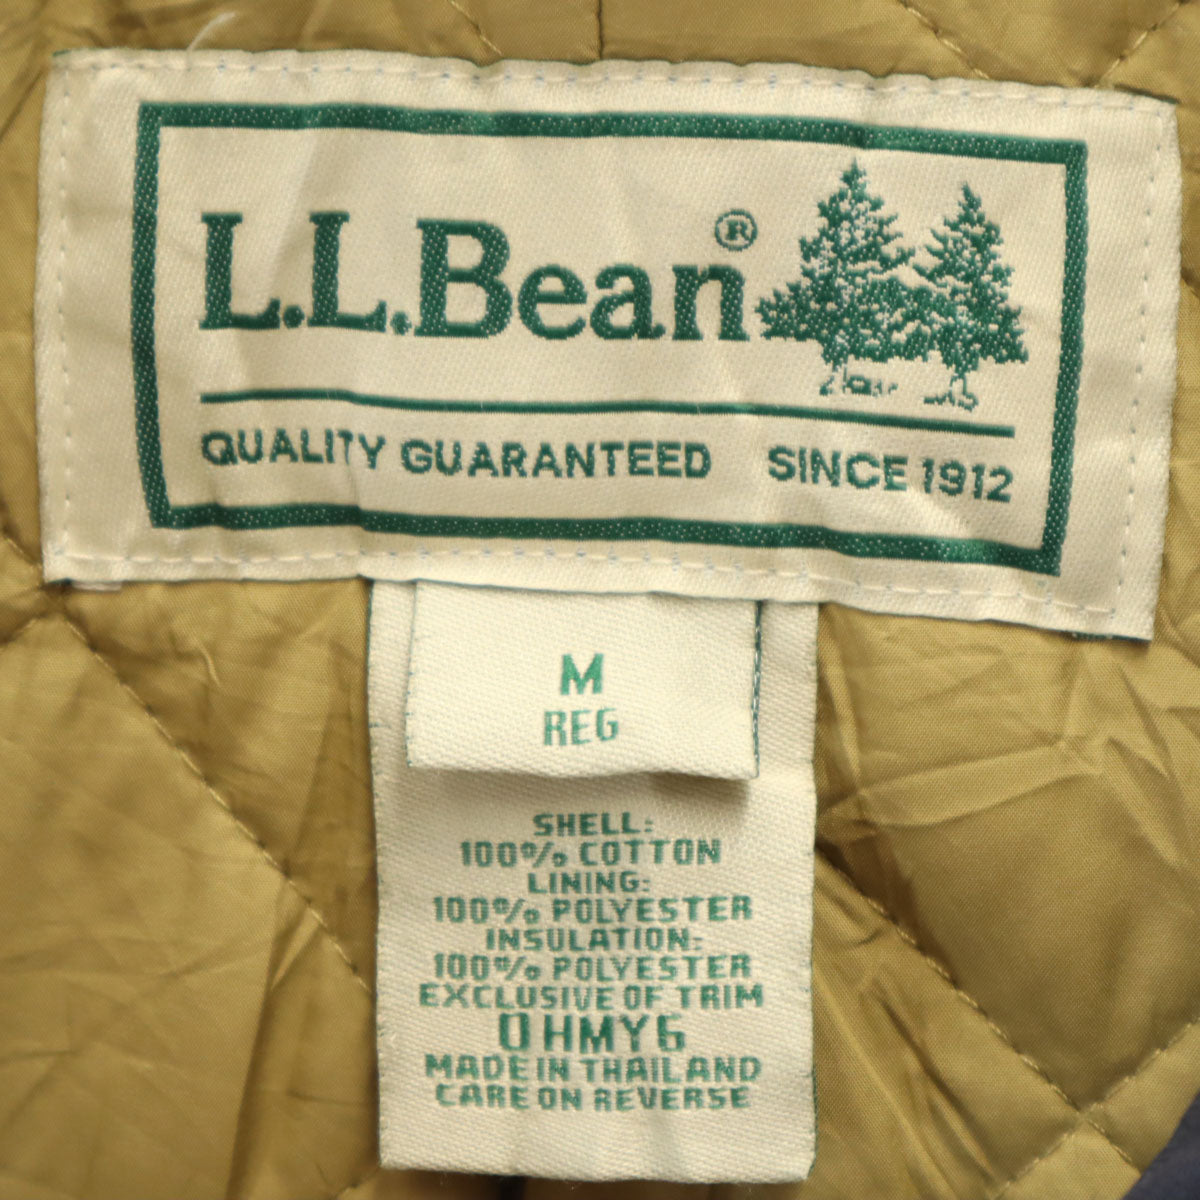 L.L.Bean®
QUALITY GUARANTEED SINCE 1912
M
REG
SHELL:
100% COTTON
LINING:
100% POLYESTER
INSULATION:
100% POLYESTER
EXCLUSIVE OF TRIM
0HMY6
MADE IN THAILAND
CARE ON REVERSE